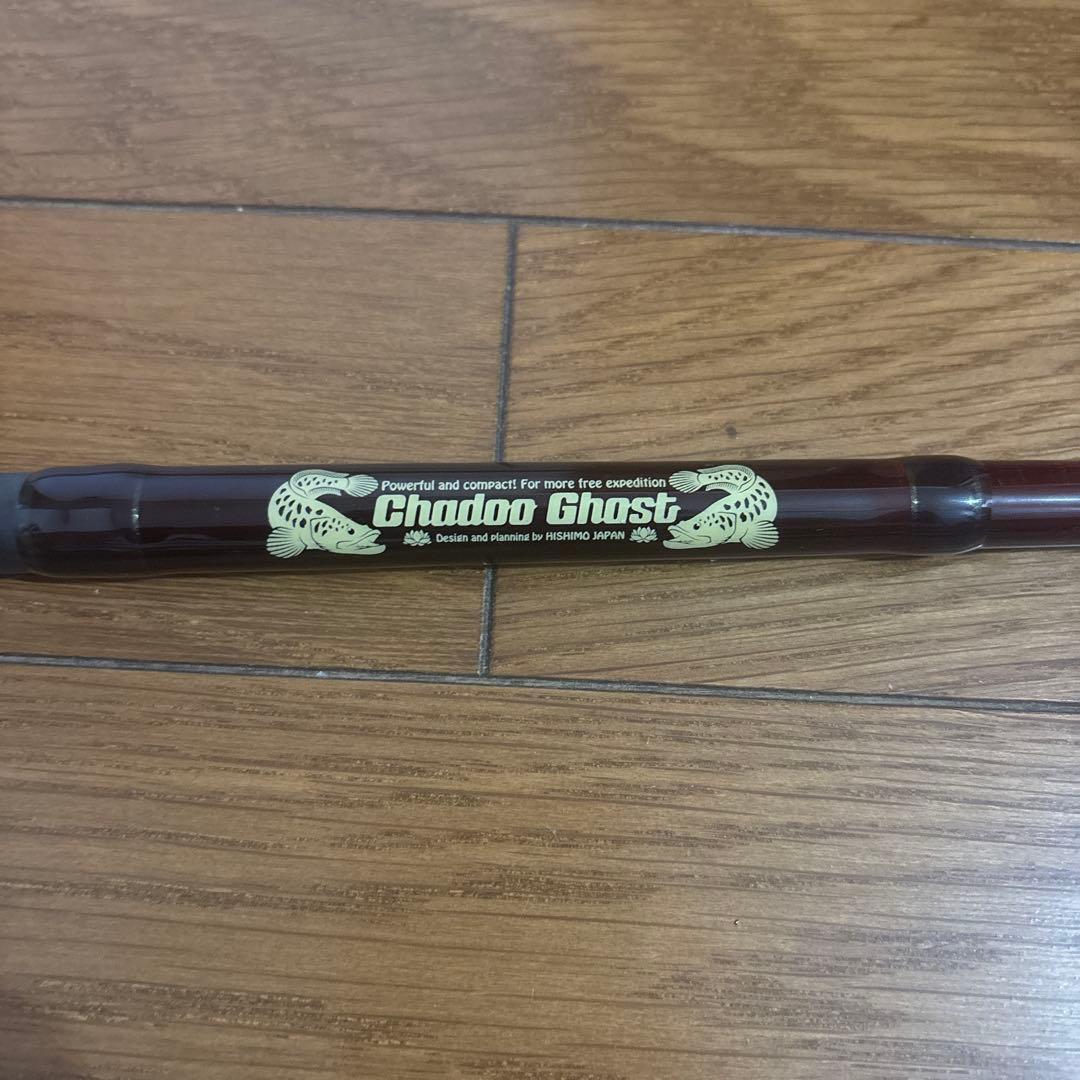 Powerful and compact! For more free expedition
Chadoo Ghost
Design and planning by HISHIMO JAPAN